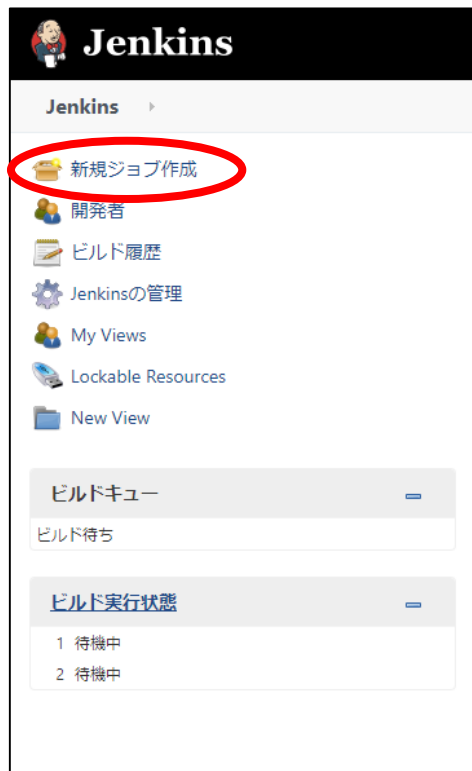 Jenkins
Jenkins
新規ジョブ作成
開発者
ビルド履歴
Jenkinsの管理
My Views
Lockable Resources
New View
ビルドキュー
ビルド待ち
ビルド実行状態
1 待機中
2 待機中